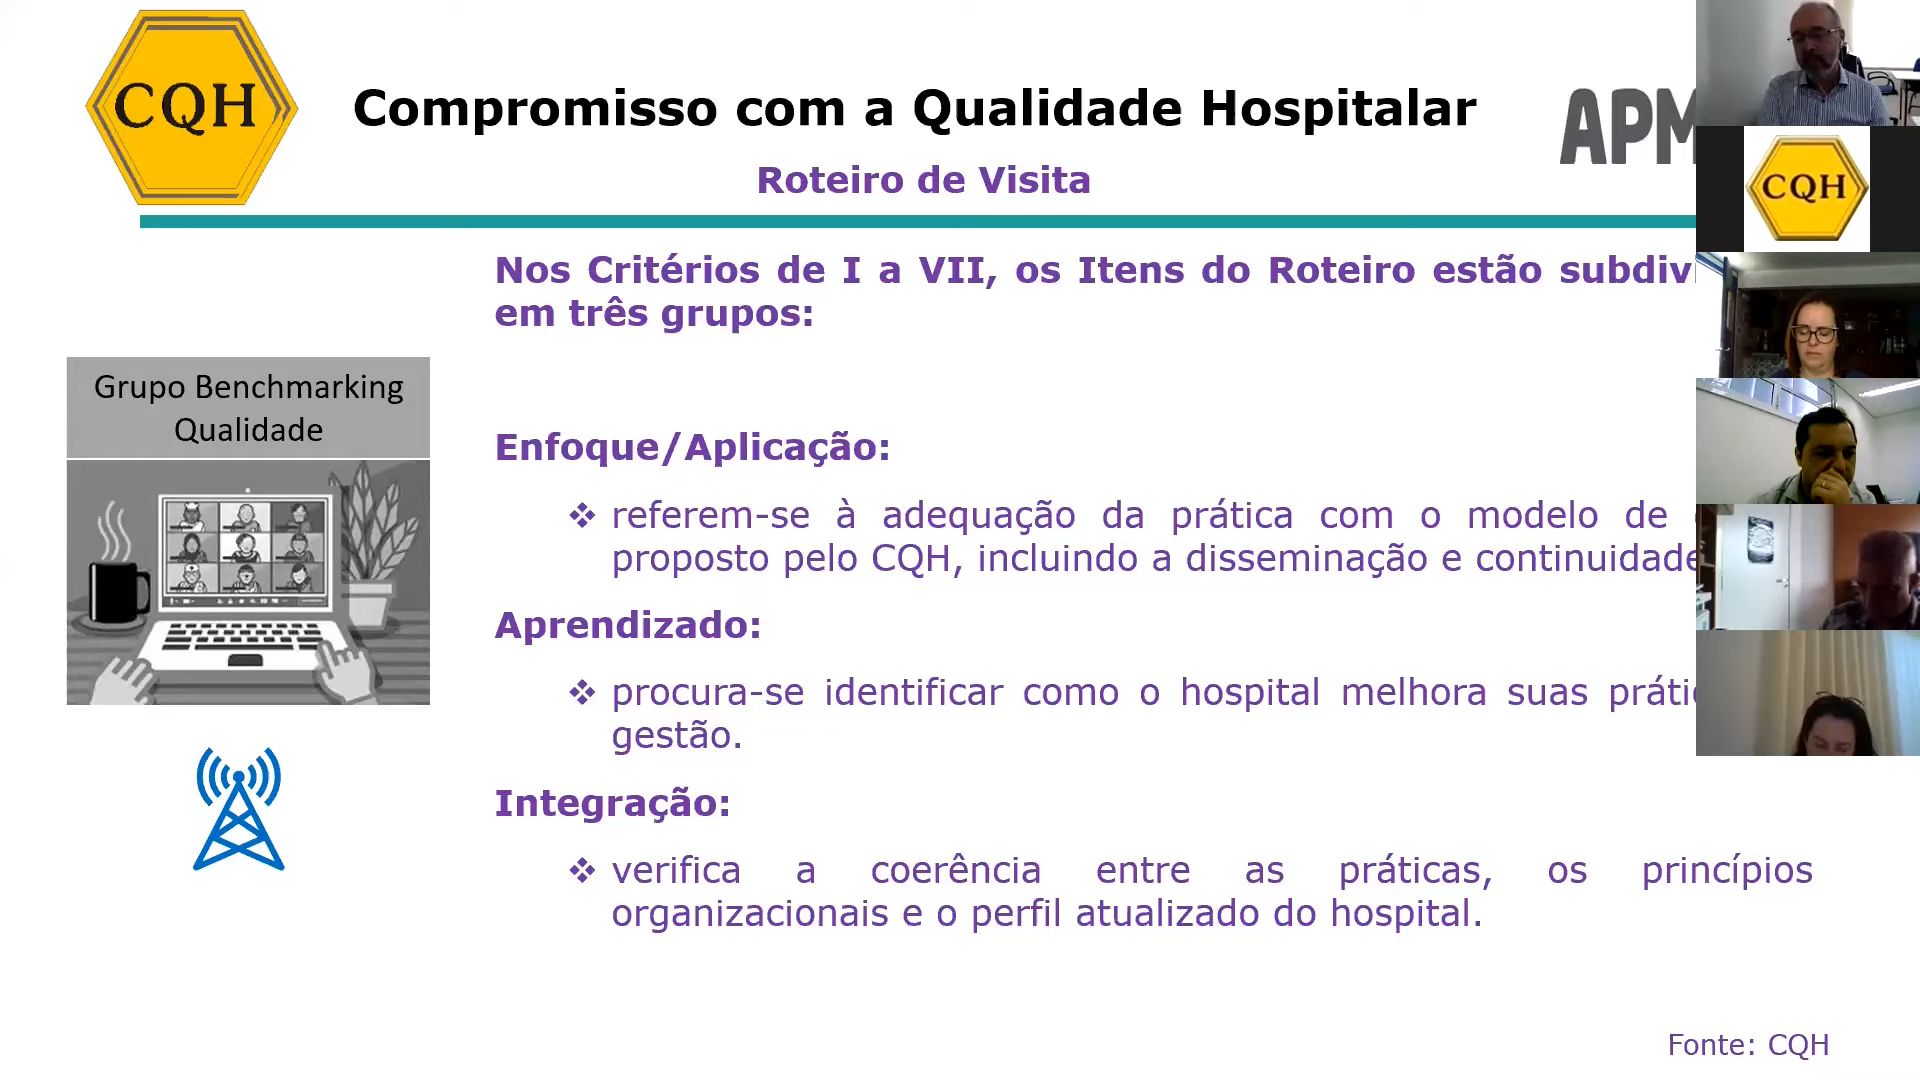 CQH
Compromisso com a Qualidade Hospitalar
APM
Roteiro de Visita
CQH
Nos Critérios de I a VII, os Itens do Roteiro estão
em três grupos:
Grupo Benchmarking
Qualidade
Enfoque/Aplicação:
❖ referem-se à adequação da prática com o modelo de
proposto pelo CQH, incluindo a disseminação e continuidade
Aprendizado:
❖ procura-se identificar como o hospital melhora suas
gestão.
Integração:
❖ verifica a coerência entre as práticas, os princípios
organizacionais e o perfil atualizado do hospital.
Fonte: CQH